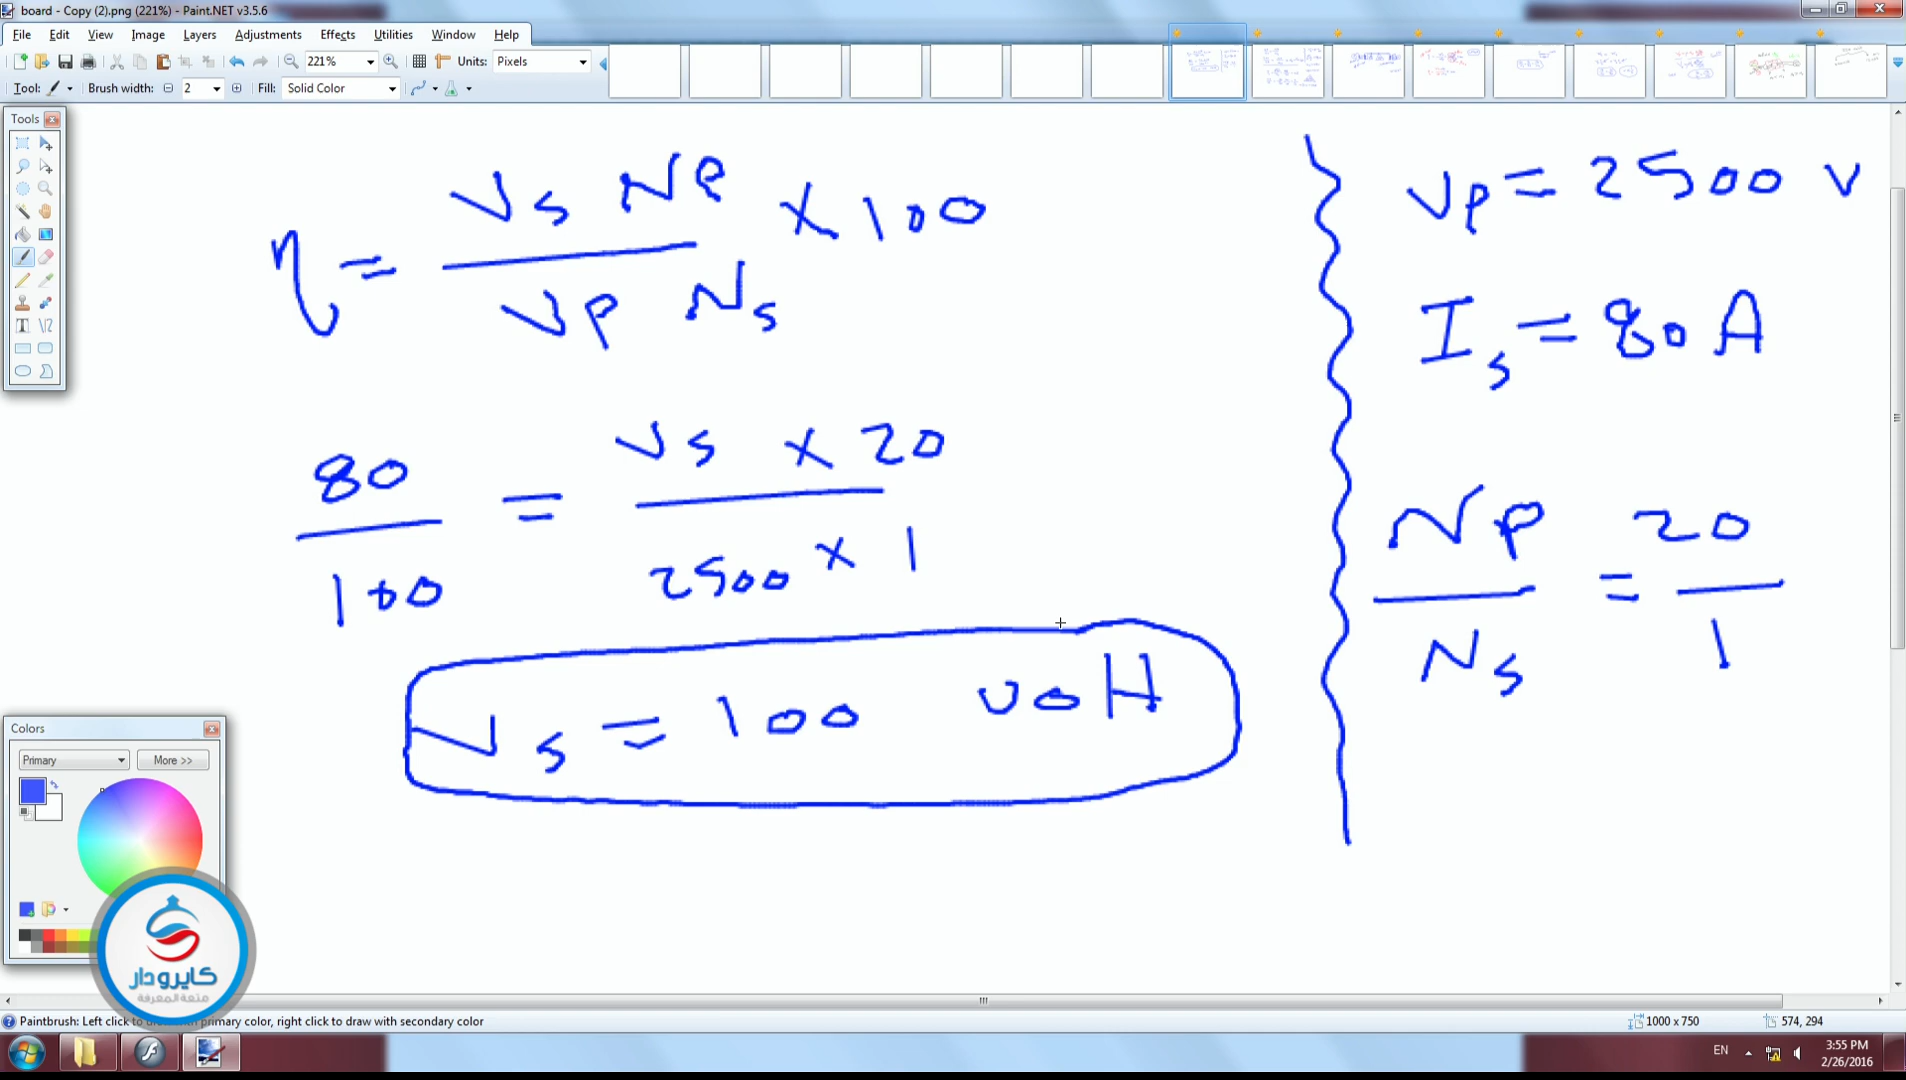 board - Copy (2).png (221%) - Paint.NET v3.5.6
File Edit View Image Layers Adjustments Effects Utilities Window Help
221% Units: Pixels
Tool: Brush width: 2 Fill: Solid Color
Tools
η = Vs Np / Vp Ns × 100
80 / 100 = Vs × 20 / 2500 × 1
Vs = 100 volt
Vp = 2500 V
Is = 80 A
Np / Ns = 20 / 1
Colors
Primary More >>
كايرودار
متعة المعرفة
Paintbrush: Left click to draw with primary color, right click to draw with secondary color
1000 x 750 574, 294
EN 3:55 PM
2/26/2016